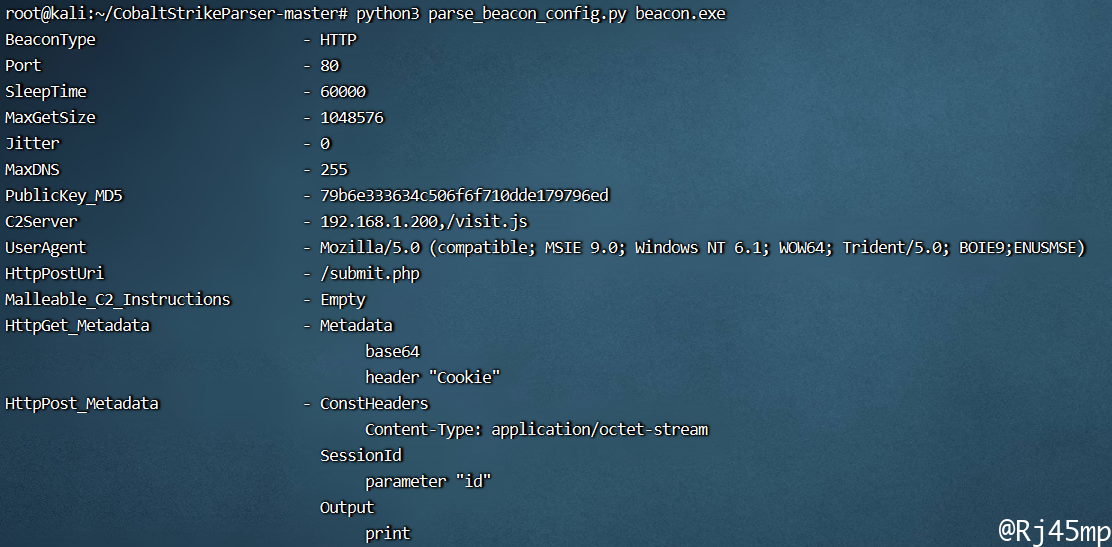 root@kali:~/CobaltStrikeParser-master# python3 parse_beacon_config.py beacon.exe
BeaconType - HTTP
Port - 80
SleepTime - 60000
MaxGetSize - 1048576
Jitter - 0
MaxDNS - 255
PublicKey_MD5 - 79b6e333634c506f6f710dde179796ed
C2Server - 192.168.1.200,/visit.js
UserAgent - Mozilla/5.0 (compatible; MSIE 9.0; Windows NT 6.1; WOW64; Trident/5.0; BOIE9;ENUSMSE)
HttpPostUri - /submit.php
Malleable_C2_Instructions - Empty
HttpGet_Metadata - Metadata
base64
header "Cookie"
HttpPost_Metadata - ConstHeaders
Content-Type: application/octet-stream
SessionId
parameter "id"
Output
print
@Rj45mp